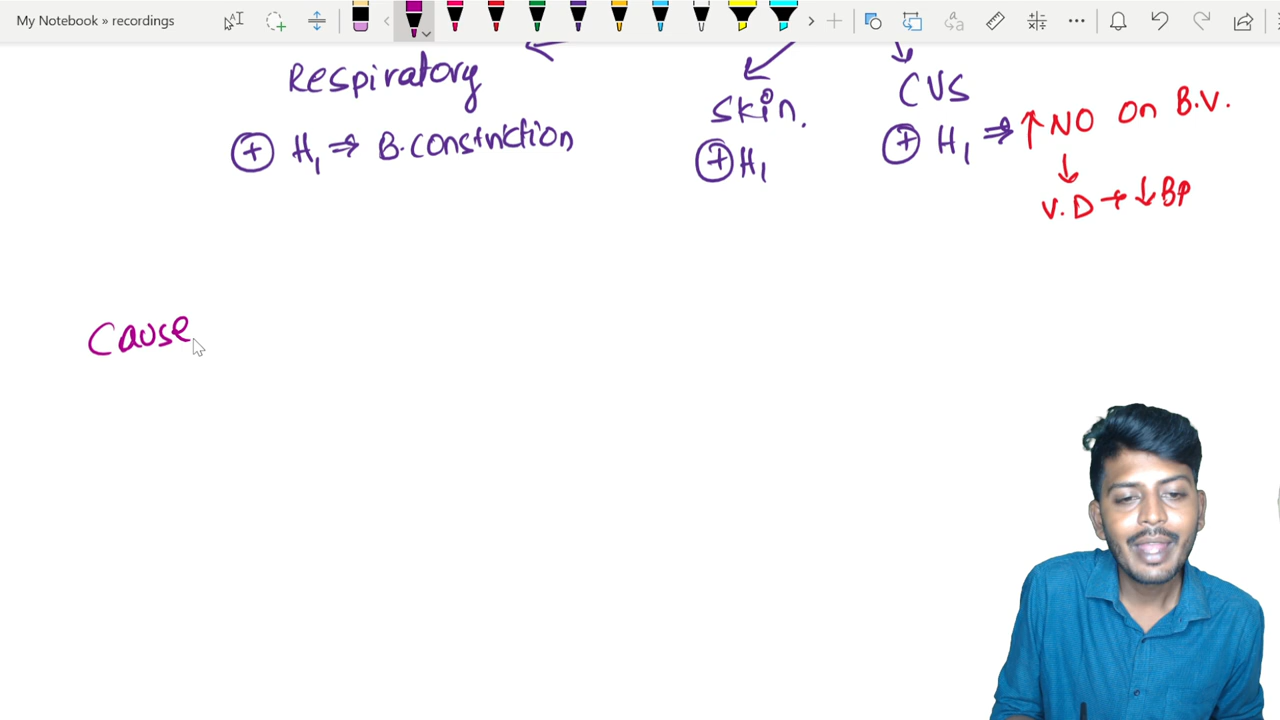 My Notebook » recordings
Respiratory
⊕ H₁ ⇒ B.Constriction
Skin.
⊕ H₁
CVS
⊕ H₁ ⇒ ↑ NO on B.V.
↓
V.D → ↓ BP
Cause